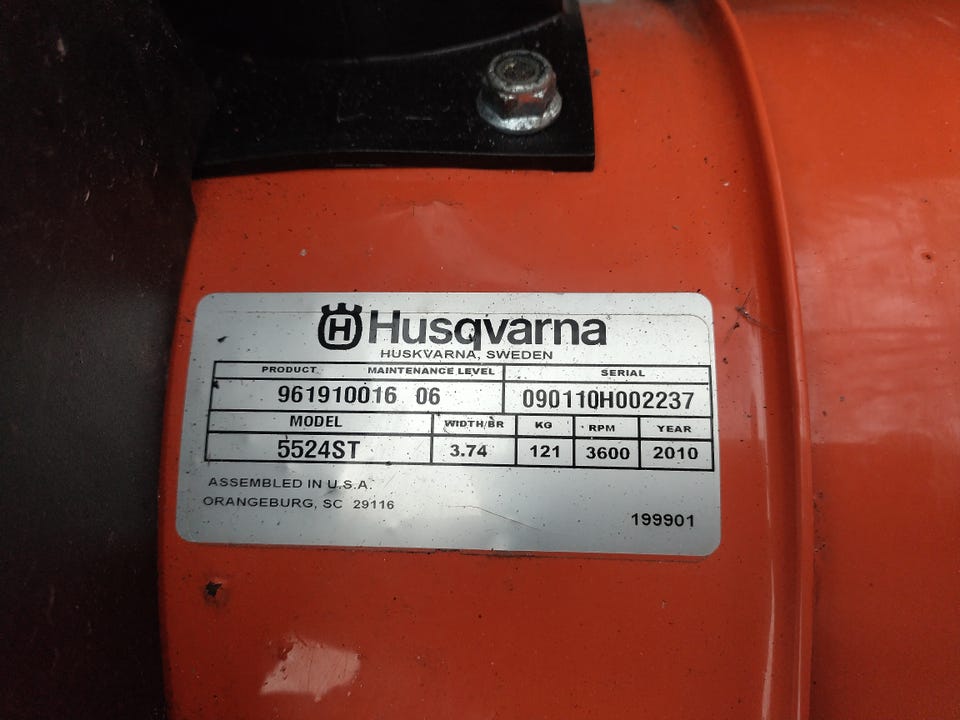 Husqvarna
HUSKVARNA, SWEDEN
PRODUCT MAINTENANCE LEVEL SERIAL
961910016 06 090110H002237
MODEL WIDTH/BR KG RPM YEAR
5524ST 3.74 121 3600 2010
ASSEMBLED IN U.S.A.
ORANGEBURG, SC 29116
199901